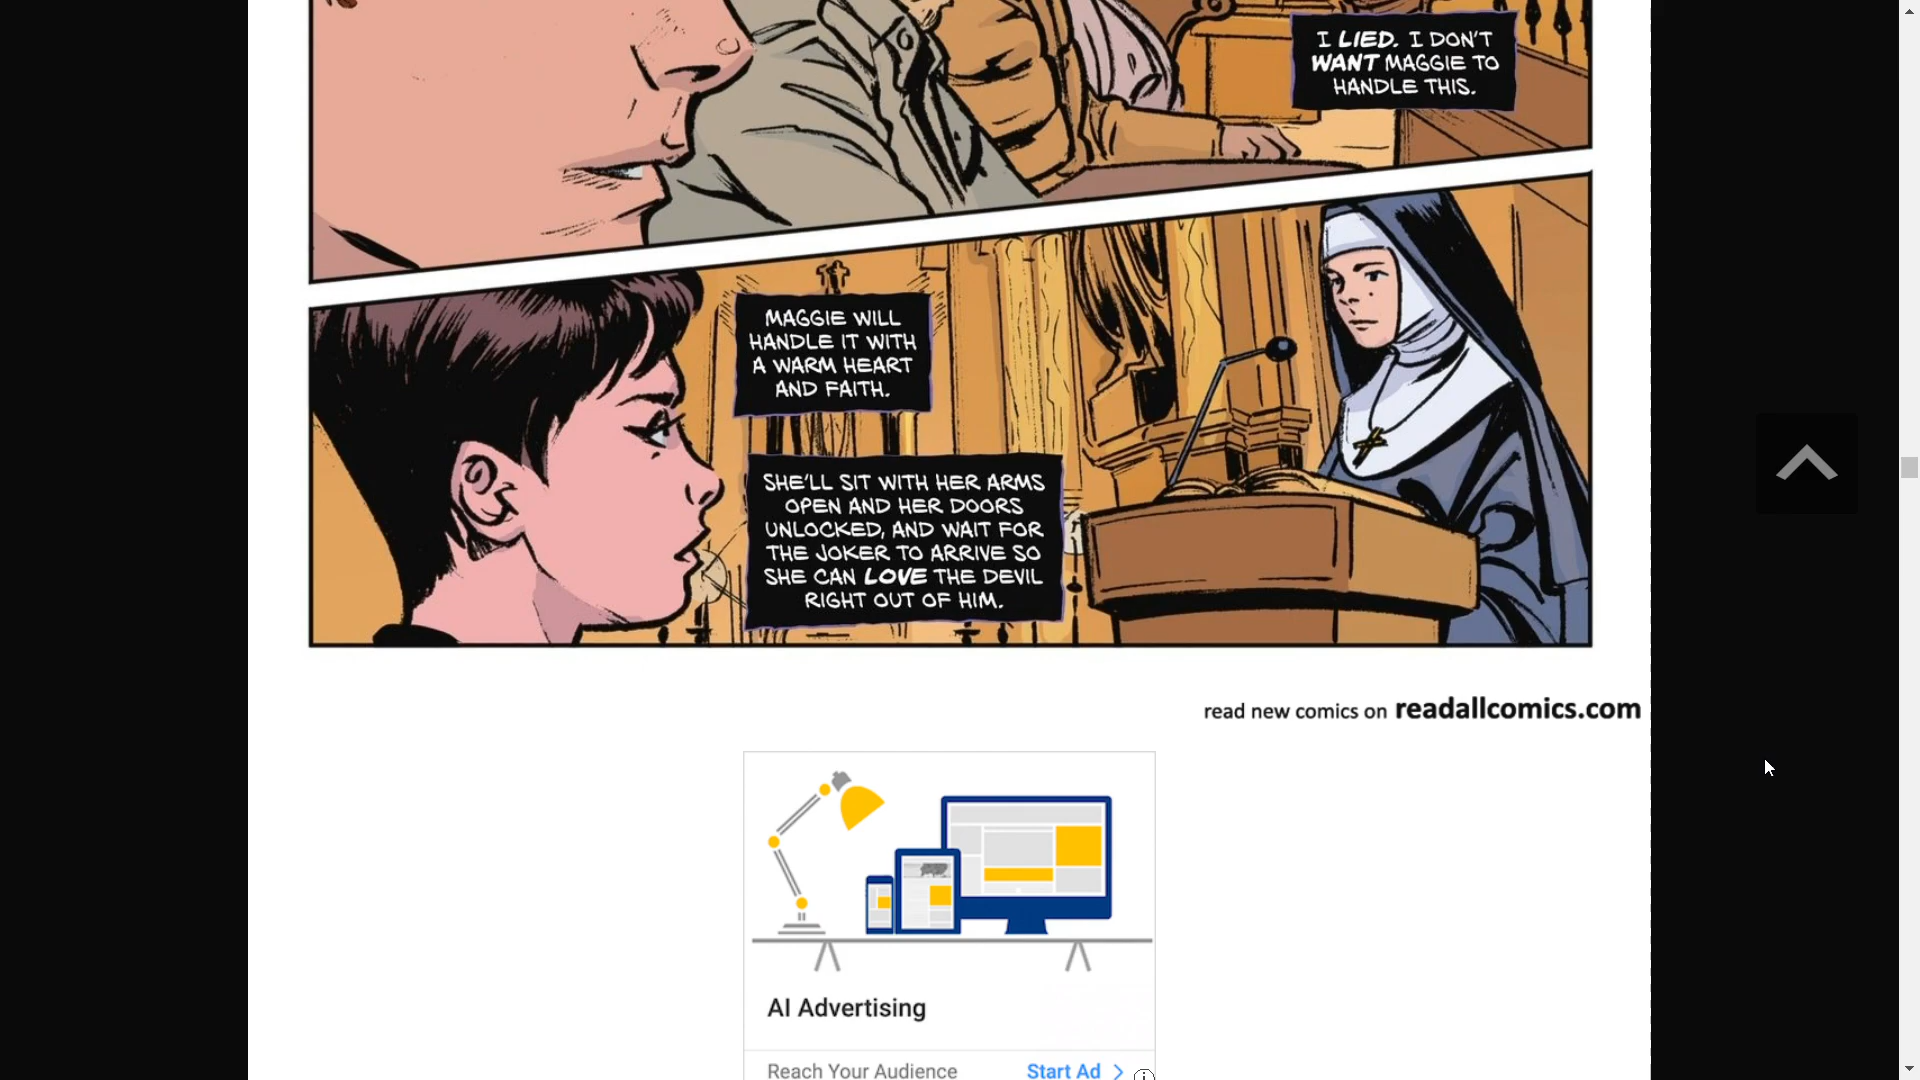 I LIED. I DON'T
WANT MAGGIE TO
HANDLE THIS.
MAGGIE WILL
HANDLE IT WITH
A WARM HEART
AND FAITH.
SHE'LL SIT WITH HER ARMS
OPEN AND HER DOORS
UNLOCKED, AND WAIT FOR
THE JOKER TO ARRIVE SO
SHE CAN LOVE THE DEVIL
RIGHT OUT OF HIM.
read new comics on readallcomics.com
AI Advertising
Reach Your Audience
Start Ad